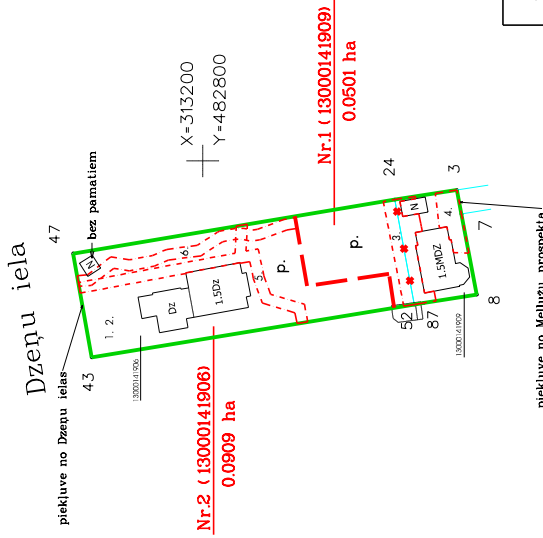 Dzeņu iela
47
bez pamatiem
N
piekļuve no Dzeņu ielas
43
1. 2.
6.
Dz
1.5Dz
5.
p.
13000141906
Nr.2 (13000141906)
0.0909 ha
X=313200
Y=482800
Nr.1 (13000141909)
0.0501 ha
p.
24
3.
N
4.
3
7
1.5MDZ
52
87
8
13000141909
piekļuve no Mellužu prospekta